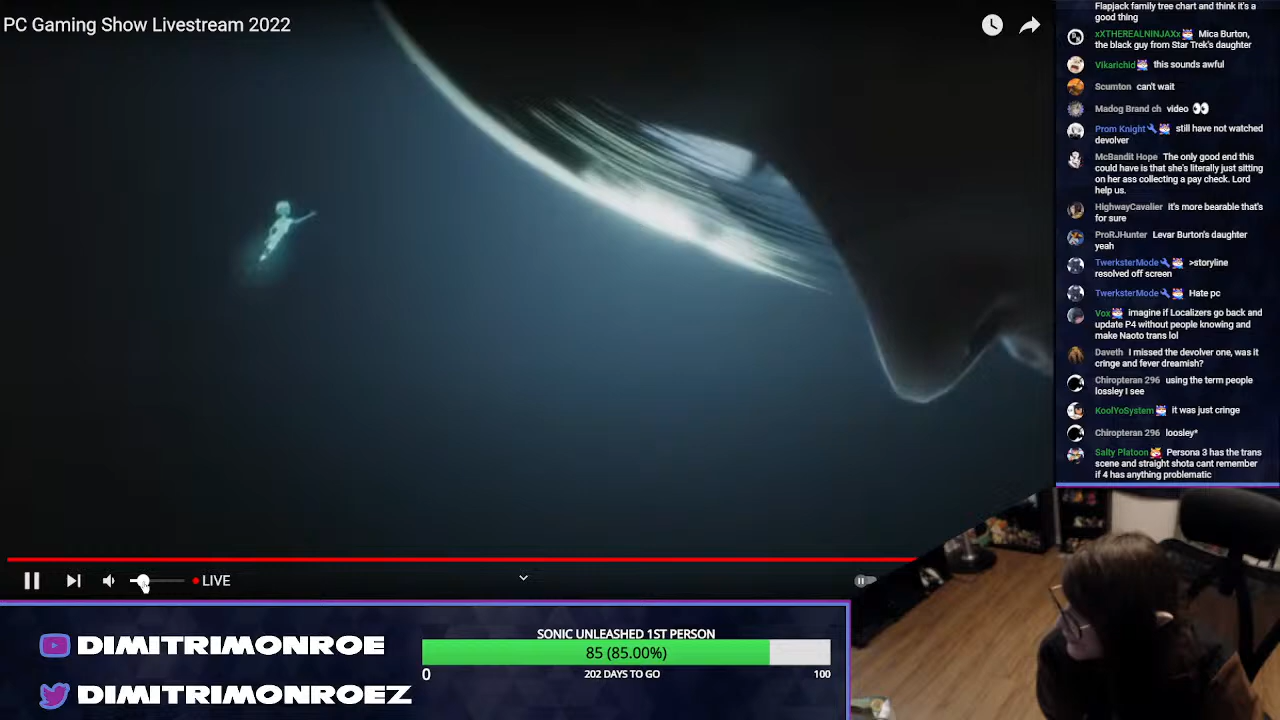 PC Gaming Show Livestream 2022
Flapjack family tree chart and think it's a
good thing
xXTHEREALNINJAXx Mica Burton,
the black guy from Star Trek's daughter
Vikarichid this sounds awful
Scumton can't wait
Madog Brand ch video 👀
Prom Knight still have not watched
devolver
McBandit Hope The only good end this
could have is that she's literally just sitting
on her ass collecting a pay check. Lord
help us.
HighwayCavalier it's more bearable that's
for sure
ProRJHunter Levar Burton's daughter
yeah
TwerksterMode >storyline
resolved off screen
TwerksterMode Hate pc
Vox imagine if Localizers go back and
update P4 without people knowing and
make Naoto trans lol
Daveth I missed the devolver one, was it
cringe and fever dreamish?
Chiropteran 296 using the term people
lossley I see
KoolYoSystem it was just cringe
Chiropteran 296 loosley*
Salty Platoon Persona 3 has the trans
scene and straight shota cant remember
if 4 has anything problematic
LIVE
DIMITRIMONROE
DIMITRIMONROEZ
SONIC UNLEASHED 1ST PERSON
85 (85.00%)
0 202 DAYS TO GO 100